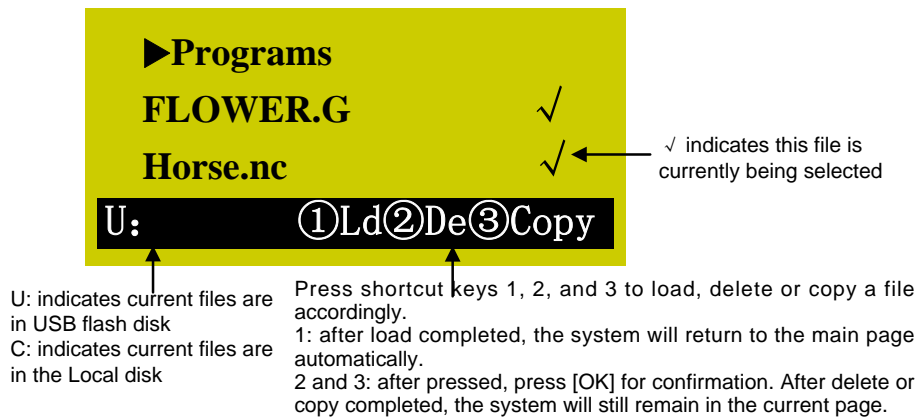 ▶Programs
FLOWER.G √
Horse.nc √
√ indicates this file is
currently being selected
U: ①Ld②De③Copy
U: indicates current files are
in USB flash disk
C: indicates current files are
in the Local disk
Press shortcut keys 1, 2, and 3 to load, delete or copy a file
accordingly.
1: after load completed, the system will return to the main page
automatically.
2 and 3: after pressed, press [OK] for confirmation. After delete or
copy completed, the system will still remain in the current page.